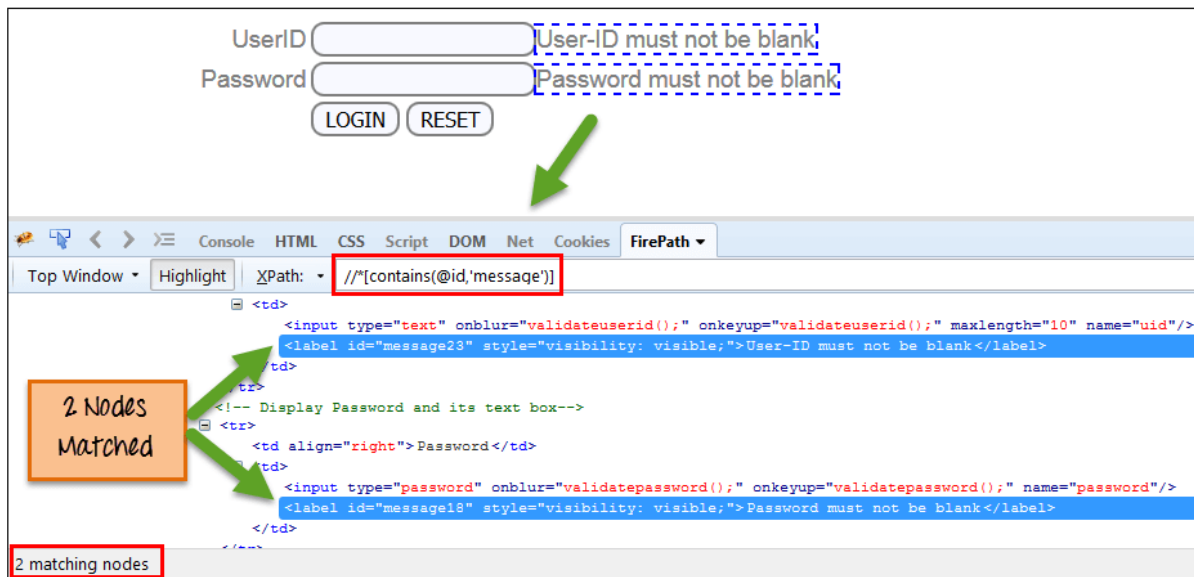 UserID User-ID must not be blank
Password Password must not be blank
LOGIN RESET
Console HTML CSS Script DOM Net Cookies FirePath
Top Window Highlight XPath: //*[contains(@id,'message')]
<td>
<input type="text" onblur="validateuserid();" onkeyup="validateuserid();" maxlength="10" name="uid"/>
<label id="message23" style="visibility: visible;">User-ID must not be blank</label>
/td>
/tr>
<!-- Display Password and its text box-->
<tr>
<td align="right">Password</td>
<td>
<input type="password" onblur="validatepassword();" onkeyup="validatepassword();" name="password"/>
<label id="message18" style="visibility: visible;">Password must not be blank</label>
</td>
2 Nodes
Matched
2 matching nodes